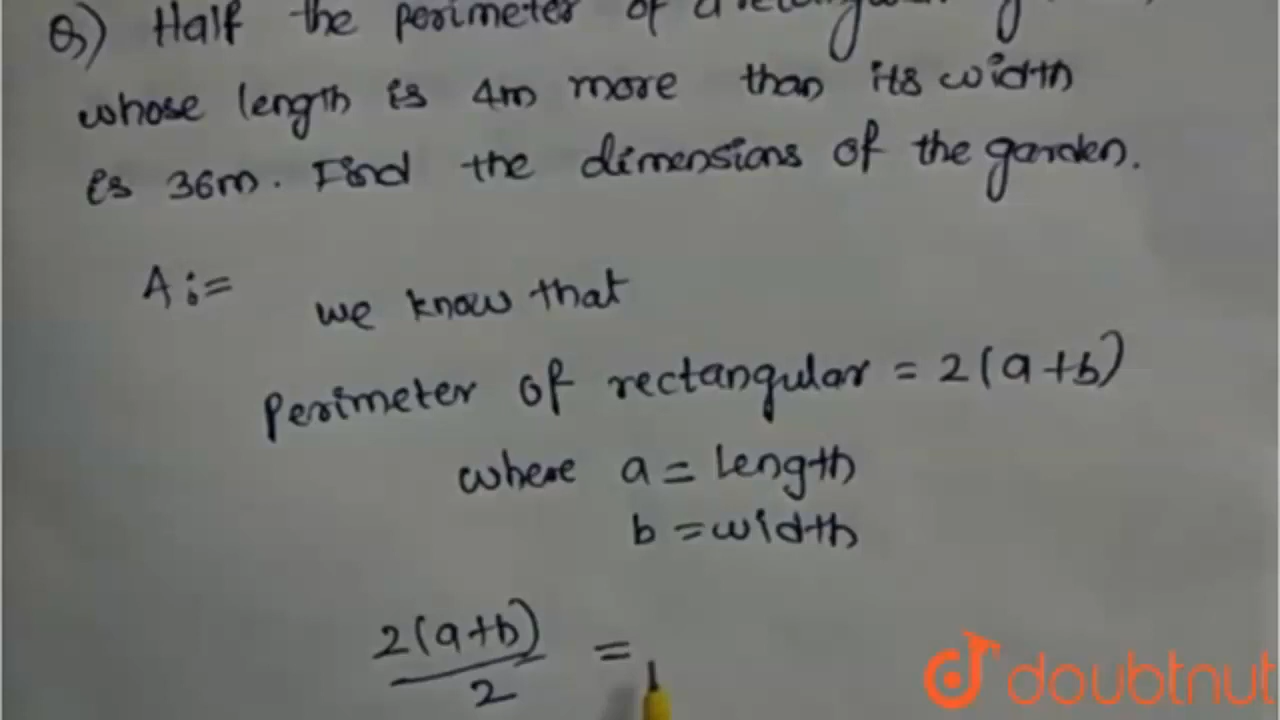 Q) Half the perimeter of a rectangular
whose length is 4m more than its width
is 36m. Find the dimensions of the garden.
A:=
we know that
perimeter of rectangular = 2(a+b)
where a = length
b = width
2(a+b)
2
=
doubtnut